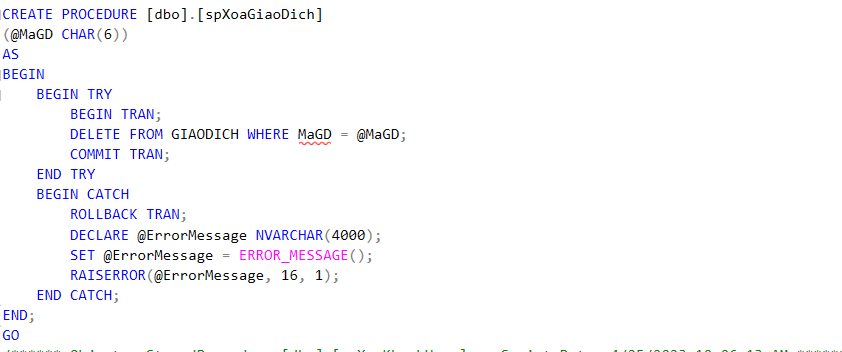 CREATE PROCEDURE [dbo].[spXoaGiaoDich]
(@MaGD CHAR(6))
AS
BEGIN
    BEGIN TRY
        BEGIN TRAN;
        DELETE FROM GIAODICH WHERE MaGD = @MaGD;
        COMMIT TRAN;
    END TRY
    BEGIN CATCH
        ROLLBACK TRAN;
        DECLARE @ErrorMessage NVARCHAR(4000);
        SET @ErrorMessage = ERROR_MESSAGE();
        RAISERROR(@ErrorMessage, 16, 1);
    END CATCH;
END;
GO